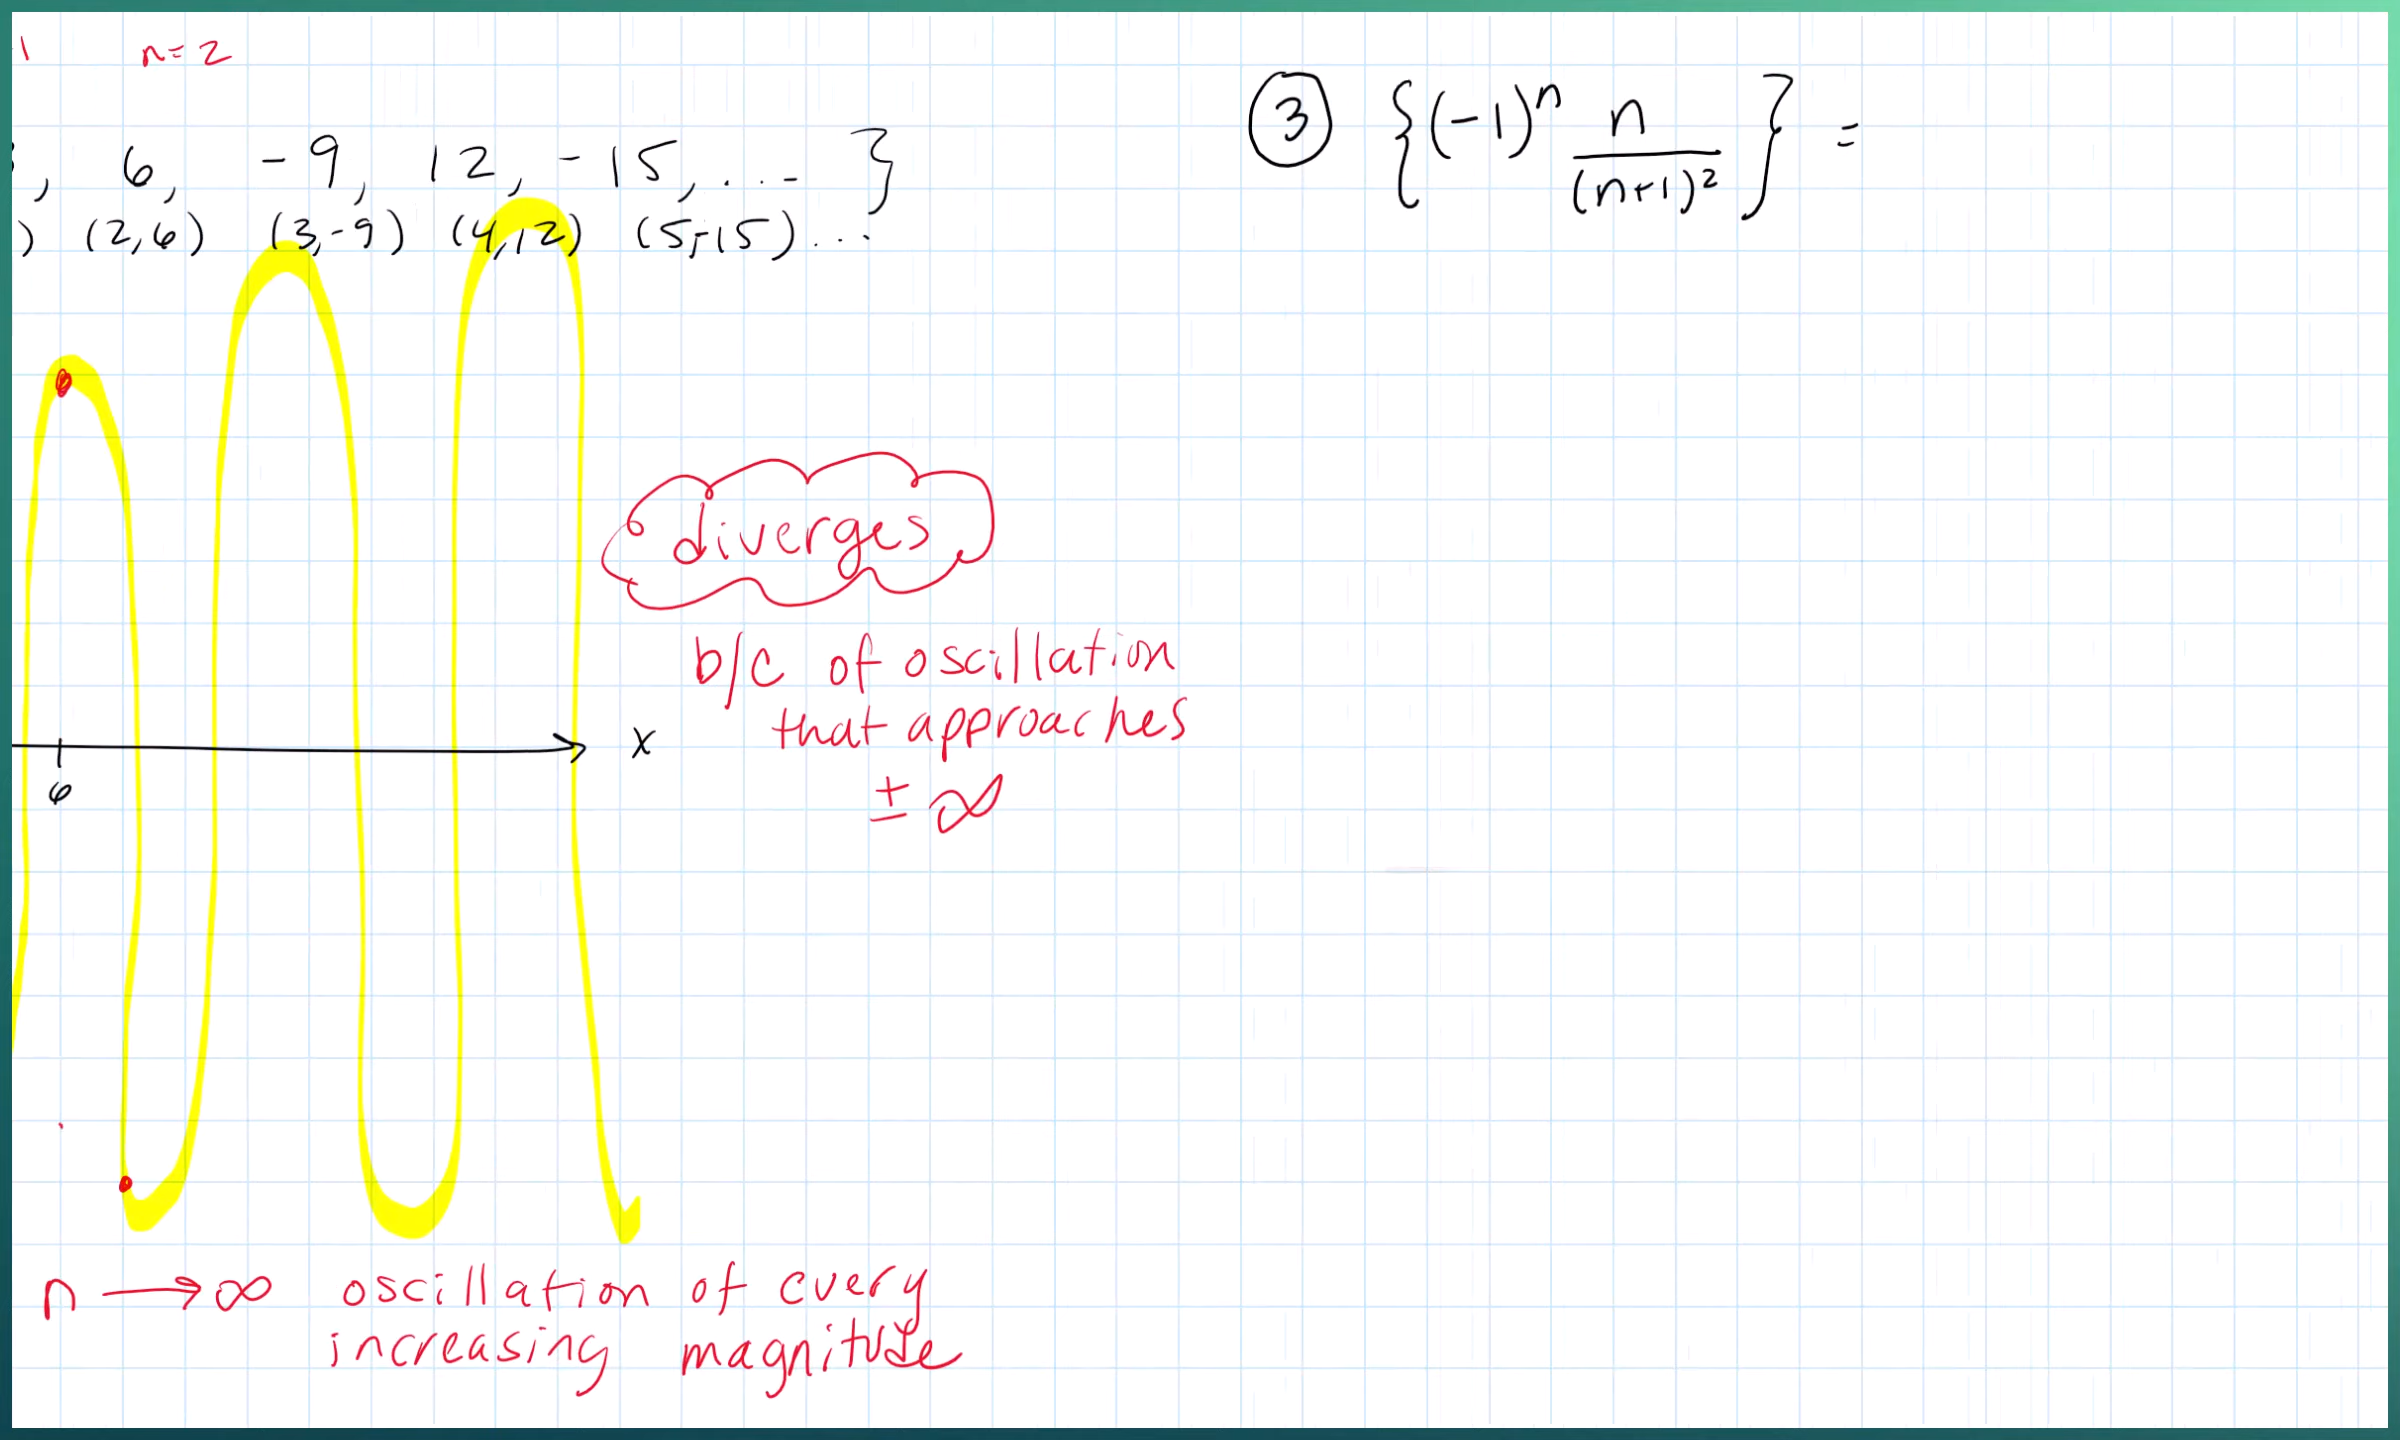 1 n=2
, 6, -9, 12, -15, ... }
) (2,6) (3,-9) (4,12) (5,-15) ...
diverges
b/c of oscillation
that approaches
± ∞
x
6
n → ∞ oscillation of every
increasing magnitude
③ {(-1)ⁿ n/(n+1)²} =